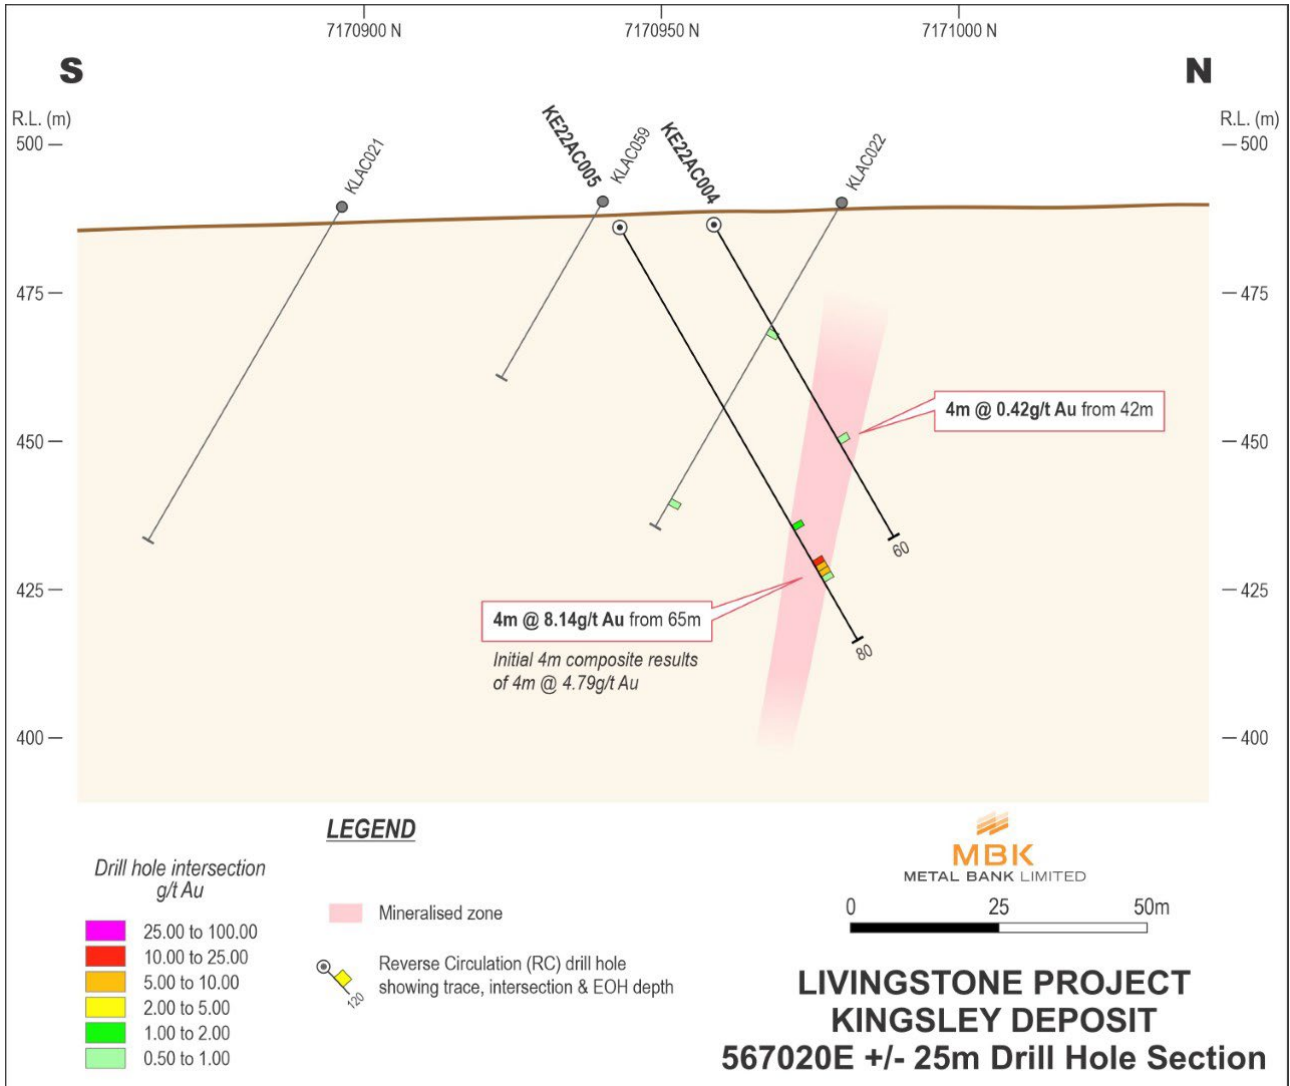 7170900 N
7170950 N
7171000 N
S
N
R.L. (m)
R.L. (m)
500
500
KLAC021
KE22AC005
KLAC059
KE22AC004
KLAC022
475
475
4m @ 0.42g/t Au from 42m
450
450
60
425
425
4m @ 8.14g/t Au from 65m
80
Initial 4m composite results
of 4m @ 4.79g/t Au
400
400
LEGEND
Drill hole intersection
g/t Au
25.00 to 100.00
10.00 to 25.00
5.00 to 10.00
2.00 to 5.00
1.00 to 2.00
0.50 to 1.00
Mineralised zone
Reverse Circulation (RC) drill hole
showing trace, intersection & EOH depth
120
MBK
METAL BANK LIMITED
0 25 50m
LIVINGSTONE PROJECT
KINGSLEY DEPOSIT
567020E +/- 25m Drill Hole Section